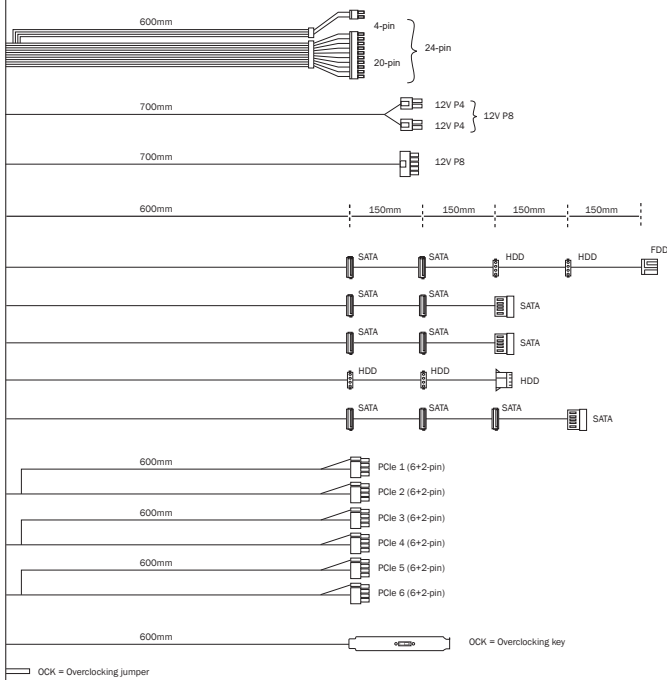 600mm
4-pin
24-pin
20-pin
700mm
12V P4
12V P8
12V P4
700mm
12V P8
600mm 150mm 150mm 150mm 150mm
SATA SATA HDD HDD FDD
SATA SATA
SATA
SATA SATA
SATA
HDD HDD
HDD
SATA SATA SATA
SATA
600mm
PCIe 1 (6+2-pin)
PCIe 2 (6+2-pin)
600mm
PCIe 3 (6+2-pin)
PCIe 4 (6+2-pin)
600mm
PCIe 5 (6+2-pin)
PCIe 6 (6+2-pin)
600mm
OCK = Overclocking key
OCK = Overclocking jumper